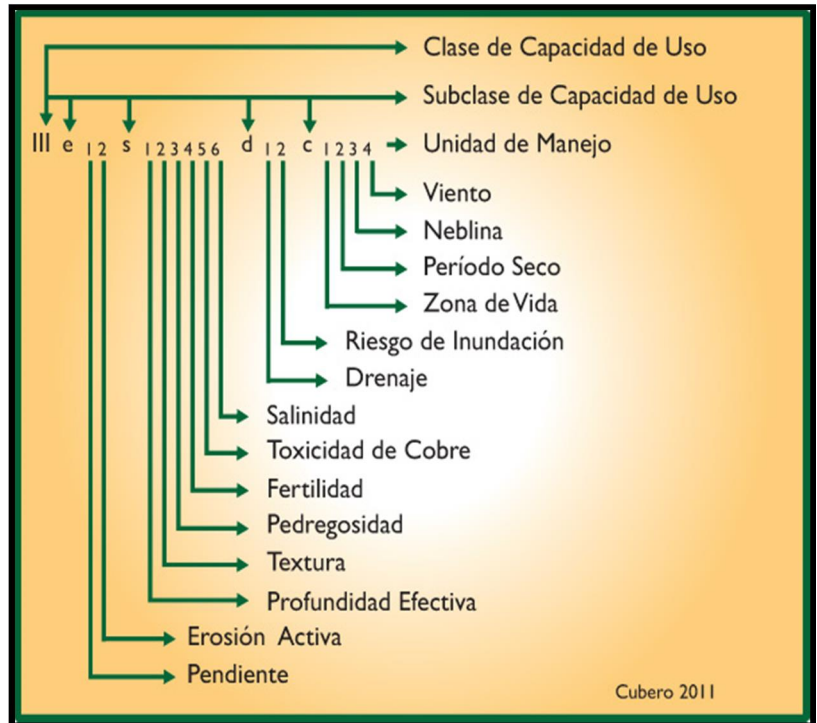 Clase de Capacidad de Uso
Subclase de Capacidad de Uso
III e 1 2 s 1 2 3 4 5 6 d 1 2 c 1 2 3 4 Unidad de Manejo
Viento
Neblina
Período Seco
Zona de Vida
Riesgo de Inundación
Drenaje
Salinidad
Toxicidad de Cobre
Fertilidad
Pedregosidad
Textura
Profundidad Efectiva
Erosión Activa
Pendiente
Cubero 2011